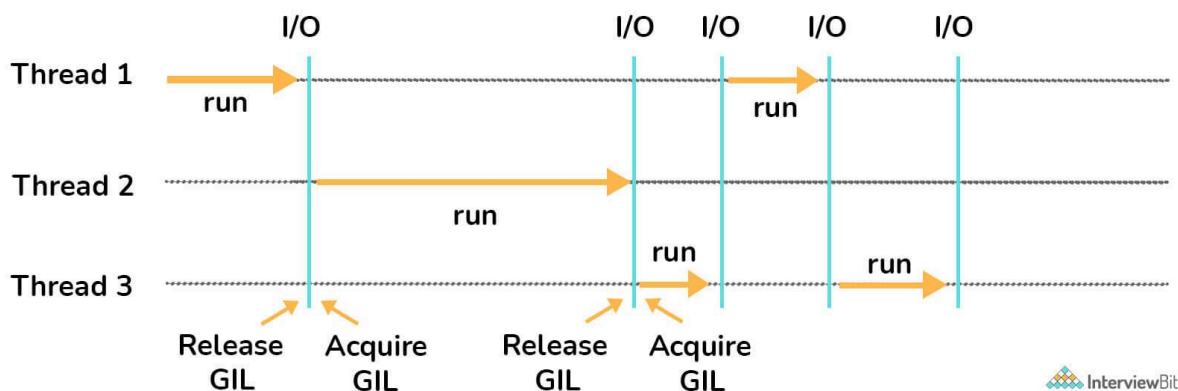 I/O I/O I/O I/O I/O
Thread 1
run run
Thread 2
run
run run
Thread 3
Release Acquire Release Acquire
GIL GIL GIL GIL
InterviewBit